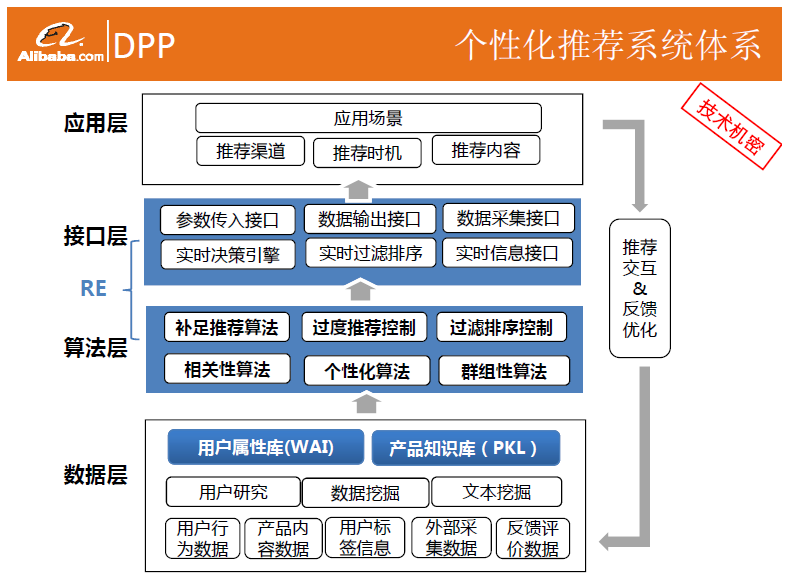 Alibaba.com
DPP
个性化推荐系统体系
技术机密
应用层
应用场景
推荐渠道
推荐时机
推荐内容
接口层
参数传入接口
数据输出接口
数据采集接口
实时决策引擎
实时过滤排序
实时信息接口
RE
推荐
交互
&
反馈
优化
算法层
补足推荐算法
过度推荐控制
过滤排序控制
相关性算法
个性化算法
群组性算法
数据层
用户属性库(WAI)
产品知识库（PKL）
用户研究
数据挖掘
文本挖掘
用户行
为数据
产品内
容数据
用户标
签信息
外部采
集数据
反馈评
价数据